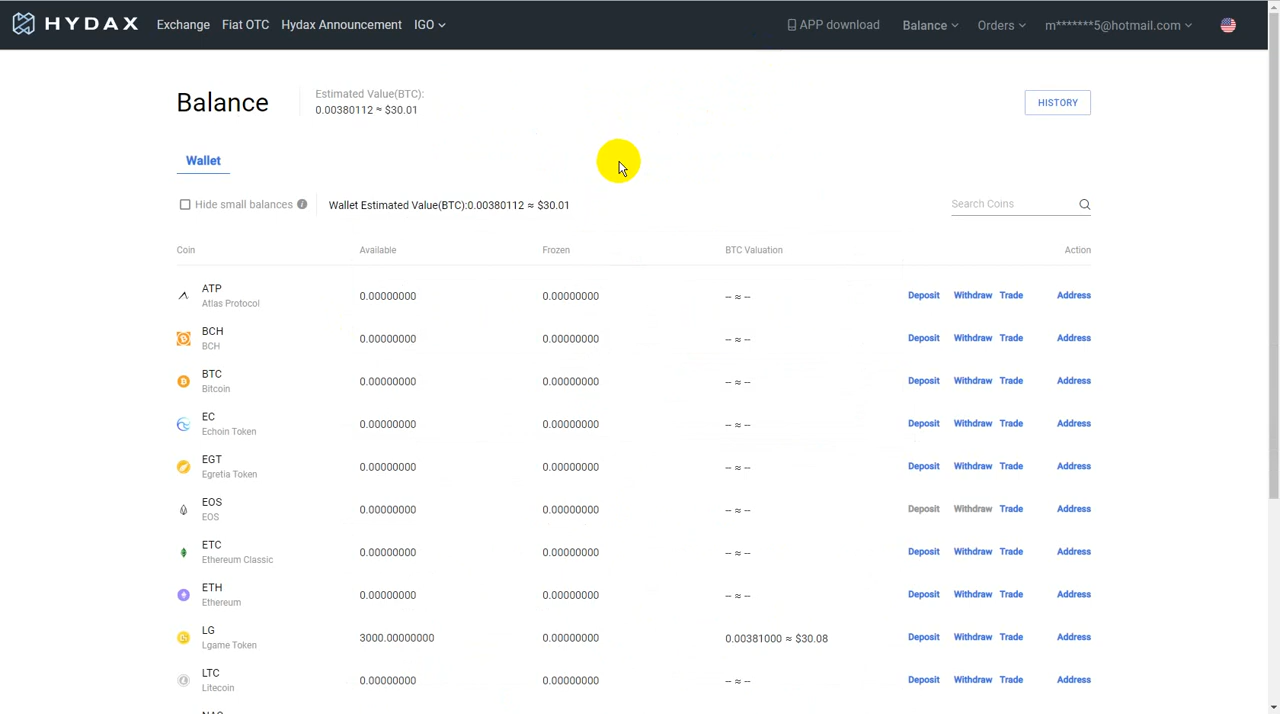 HYDAX Exchange Fiat OTC Hydax Announcement IGO APP download Balance Orders m*******5@hotmail.com
Balance
Estimated Value(BTC):
0.00380112 ≈ $30.01
HISTORY
Wallet
Hide small balances Wallet Estimated Value(BTC):0.00380112 ≈ $30.01 Search Coins
Coin Available Frozen BTC Valuation Action
ATP
Atlas Protocol
0.00000000 0.00000000 -- ≈ -- Deposit Withdraw Trade Address
BCH
BCH
0.00000000 0.00000000 -- ≈ -- Deposit Withdraw Trade Address
BTC
Bitcoin
0.00000000 0.00000000 -- ≈ -- Deposit Withdraw Trade Address
EC
Echoin Token
0.00000000 0.00000000 -- ≈ -- Deposit Withdraw Trade Address
EGT
Egretia Token
0.00000000 0.00000000 -- ≈ -- Deposit Withdraw Trade Address
EOS
EOS
0.00000000 0.00000000 -- ≈ -- Deposit Withdraw Trade Address
ETC
Ethereum Classic
0.00000000 0.00000000 -- ≈ -- Deposit Withdraw Trade Address
ETH
Ethereum
0.00000000 0.00000000 -- ≈ -- Deposit Withdraw Trade Address
LG
Lgame Token
3000.00000000 0.00000000 0.00381000 ≈ $30.08 Deposit Withdraw Trade Address
LTC
Litecoin
0.00000000 0.00000000 -- ≈ -- Deposit Withdraw Trade Address